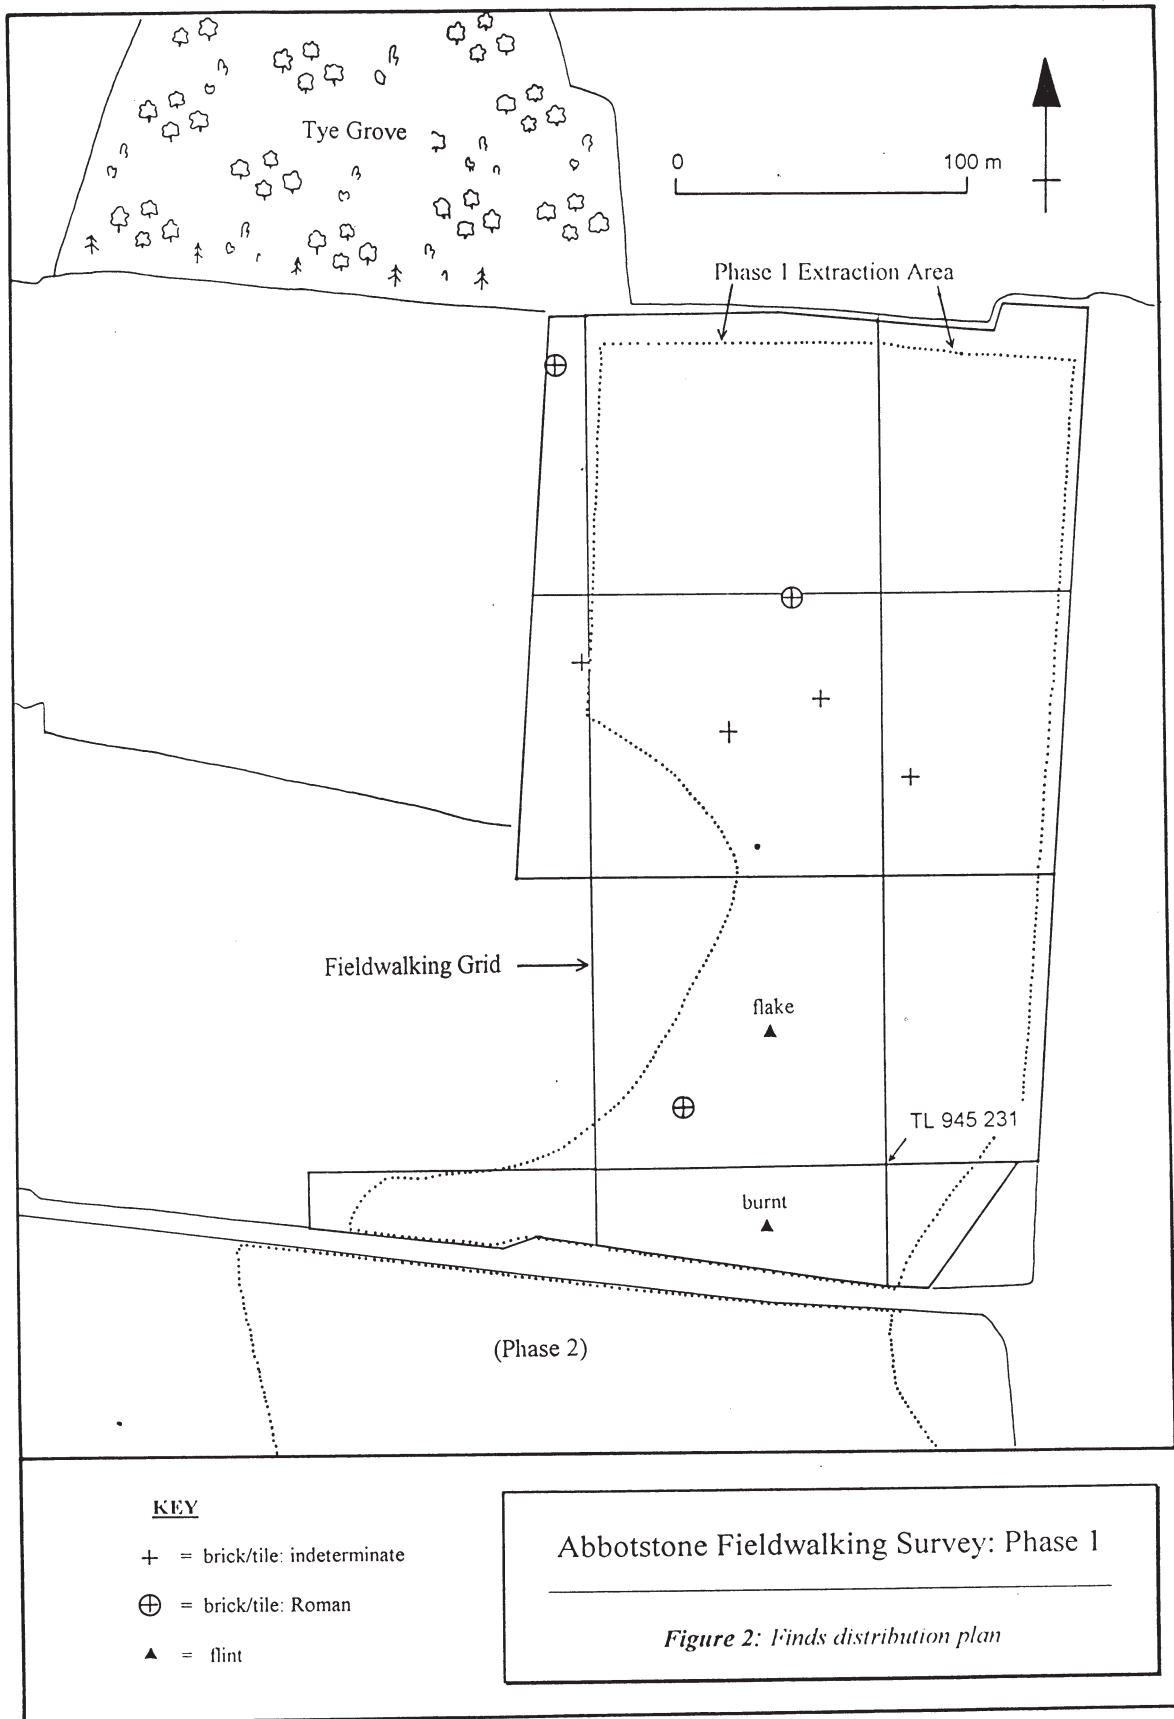 Tye Grove
0 100 m
Phase 1 Extraction Area
Fieldwalking Grid
flake
TL 945 231
burnt
(Phase 2)
KEY
+ = brick/tile: indeterminate
⊕ = brick/tile: Roman
▲ = flint
Abbotstone Fieldwalking Survey: Phase 1
Figure 2: Finds distribution plan